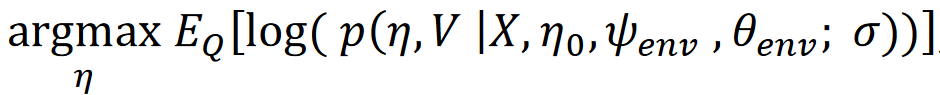 argmax E_Q[log( p(η, V |X, η_0, ψ_env , θ_env; σ))]
η